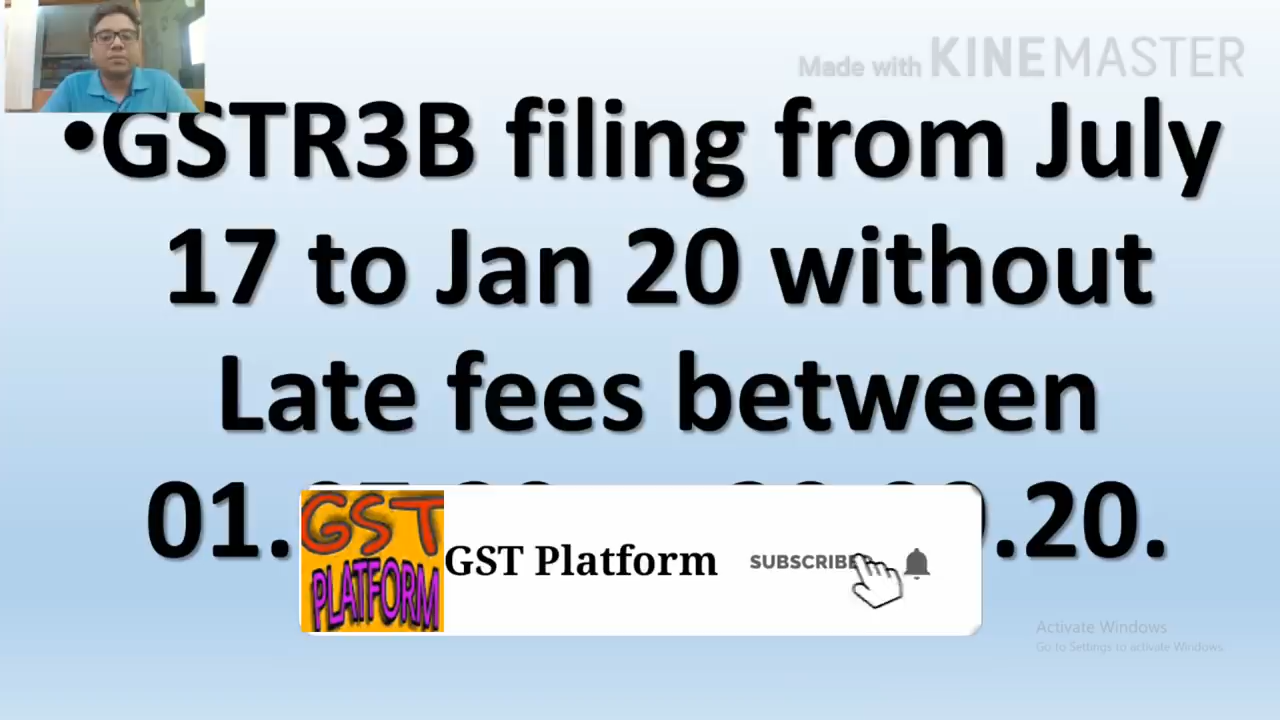 Made with KINEMASTER
•GSTR3B filing from July
17 to Jan 20 without
Late fees between
01. .20.
GST
PLATFORM
GST Platform
SUBSCRIBE
Activate Windows
Go to Settings to activate Windows.